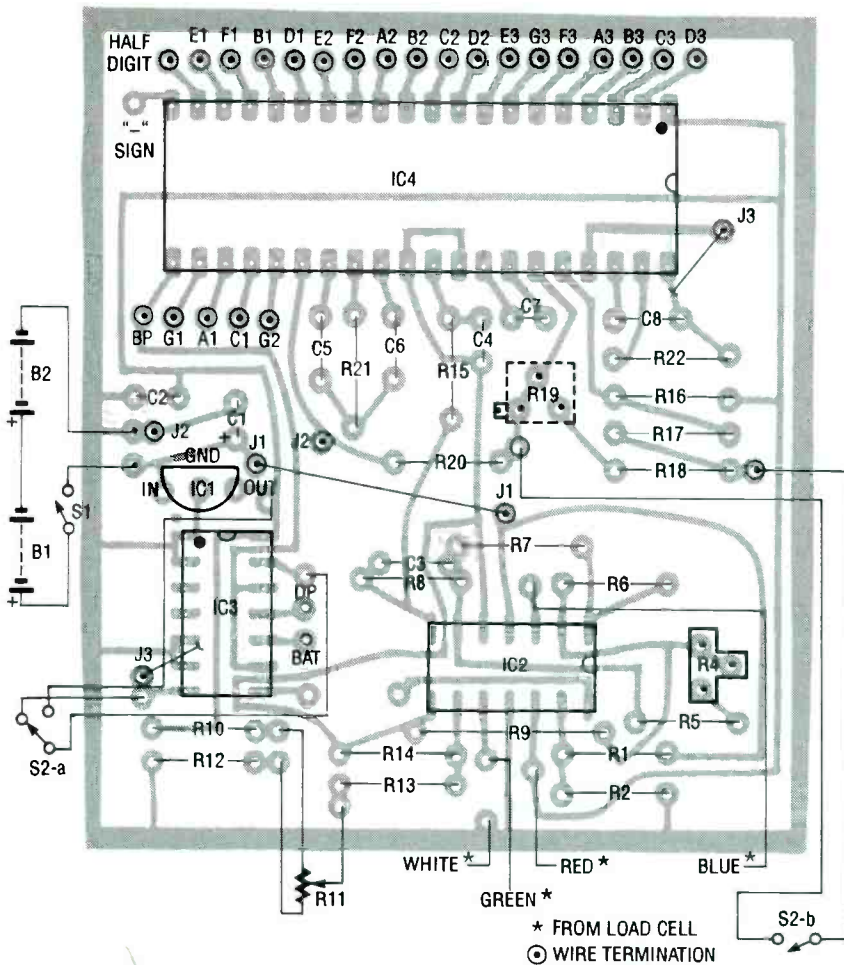 HALF DIGIT E1 F1 B1 D1 E2 F2 A2 B2 C2 D2 E3 G3 F3 A3 B3 C3 D3
"–" SIGN
IC4
J3
BP G1 A1 C1 G2
C5 R21 C6 R15 C4 C7 C8
R22
B2
C2 C1 R19 R16
J2 + J2 R17
+ GND J1
IN IC1 OUT R20 R18
S1
J1
B1
R7
C3
R8 R6
+ IC3 DP
BAT IC2 R4
J3
R10 R9 R5
S2-a R12 R14 R1
R13 R2
WHITE * RED * BLUE *
R11 GREEN *
* FROM LOAD CELL S2-b
WIRE TERMINATION